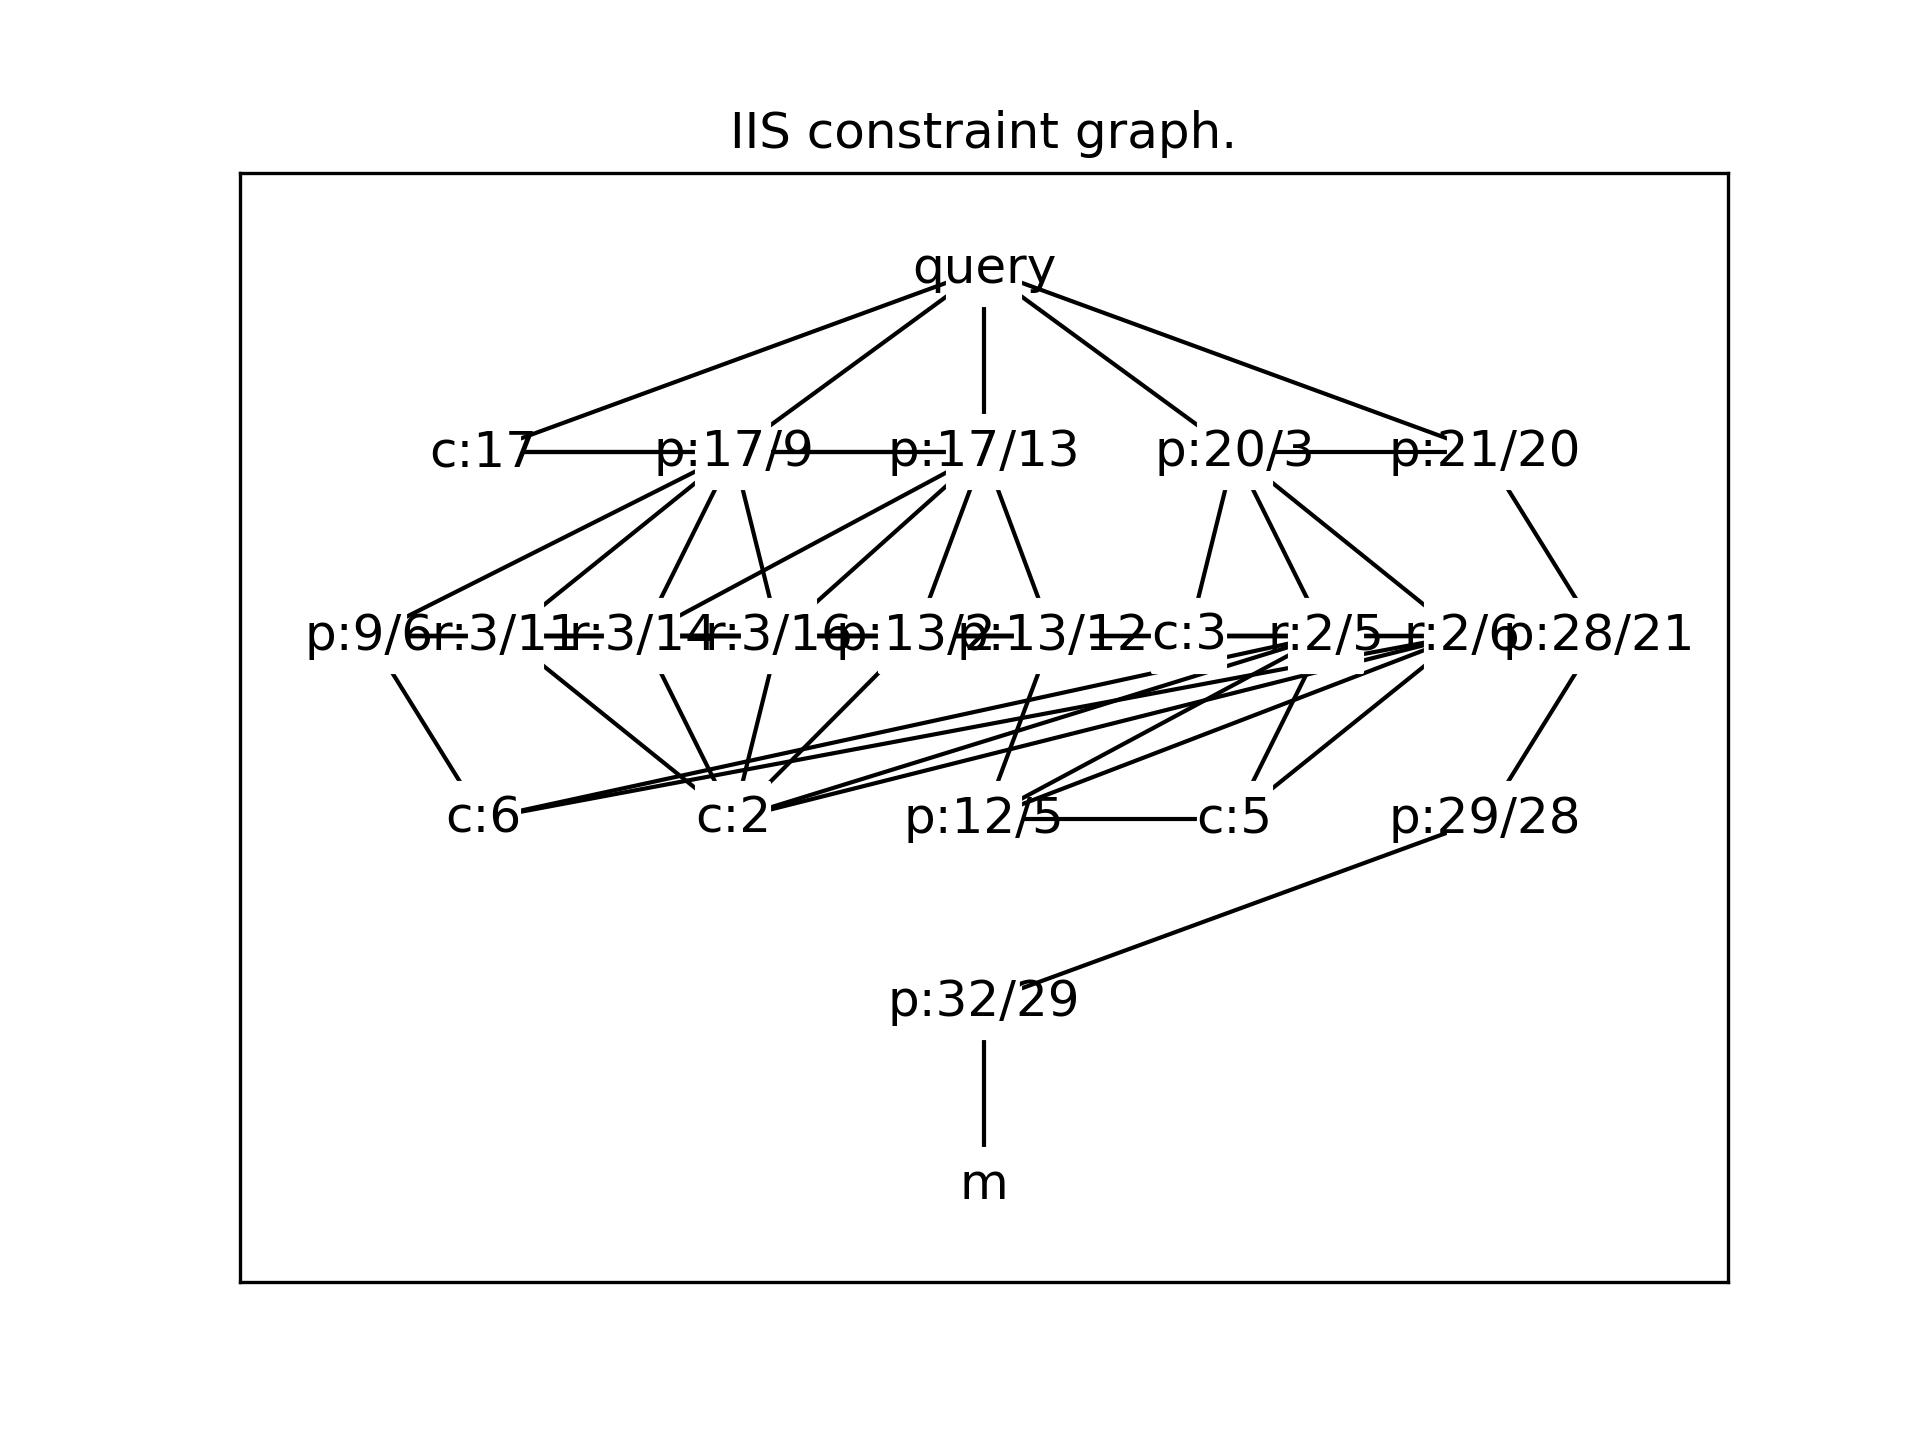 IIS constraint graph.
query
c:17 p:17/9 p:17/13 p:20/3 p:21/20
p:9/6 r:3/11 r:3/14 r:3/16 p:13/2 p:13/12 c:3 r:2/5 r:2/6 p:28/21
c:6 c:2 p:12/5 c:5 p:29/28
p:32/29
m